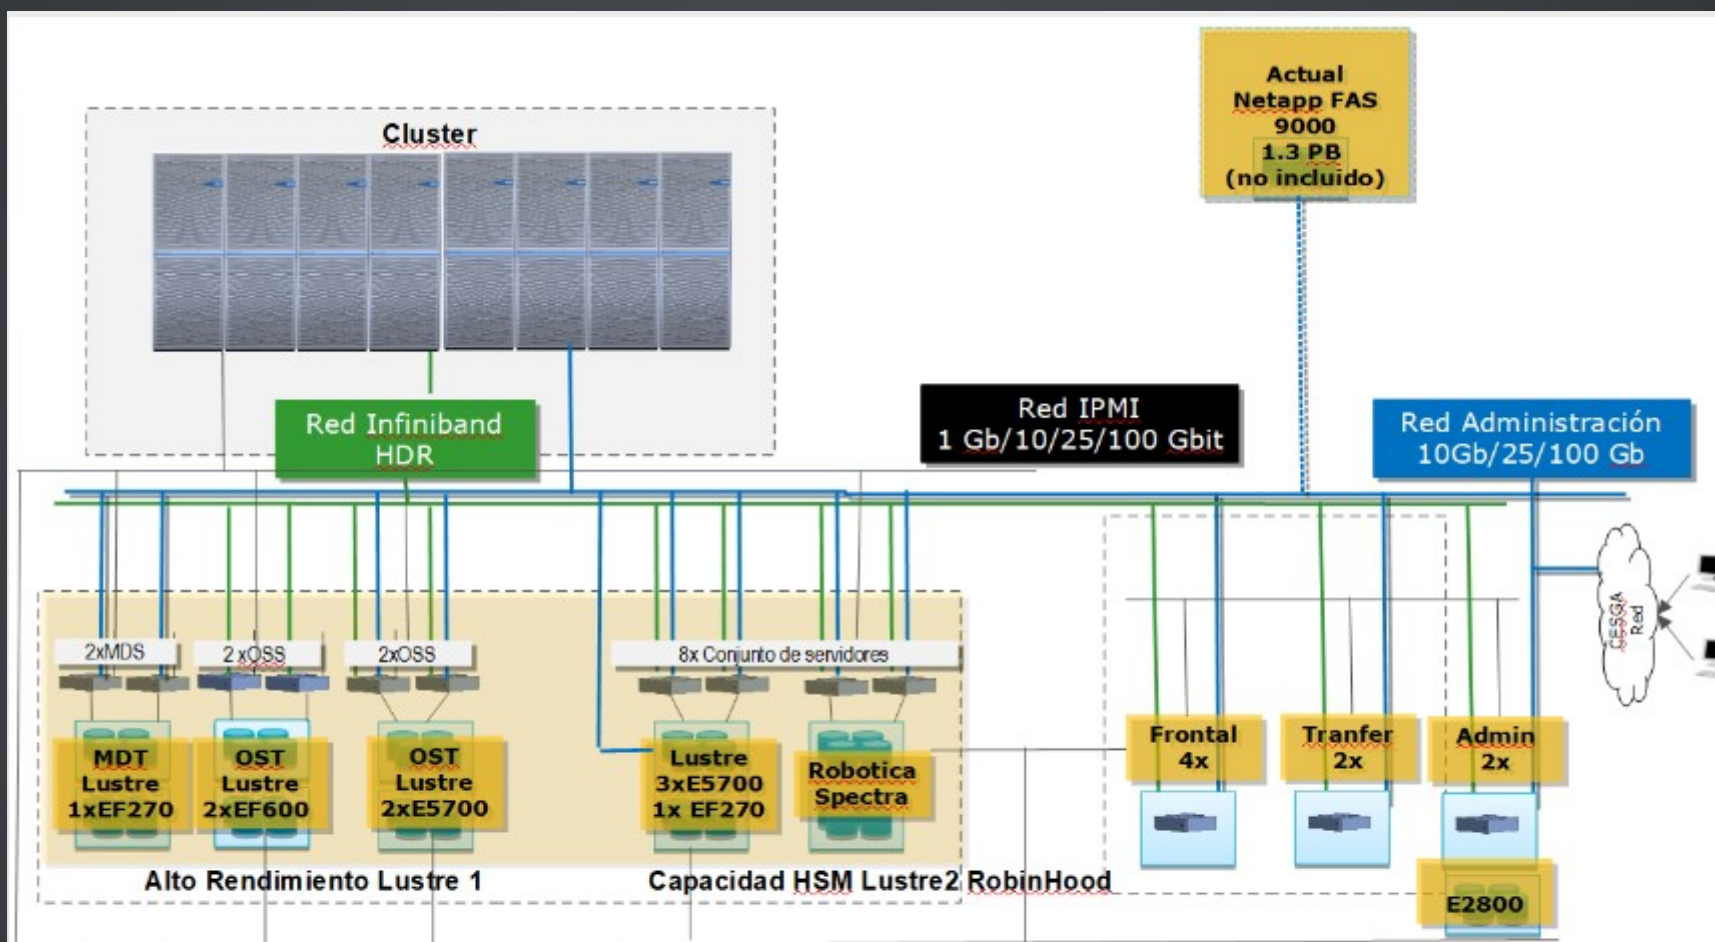 Actual
Netapp FAS
9000
1.3 PB
(no incluido)
Cluster
Red Infiniband
HDR
Red IPMI
1 Gb/10/25/100 Gbit
Red Administración
10Gb/25/100 Gb
CESGA
Red
2xMDS
2 xOSS
2xOSS
8x Conjunto de servidores
MDT
Lustre
1xEF270
OST
Lustre
2xEF600
OST
Lustre
2xE5700
Lustre
3xE5700
1x EF270
Robotica
Spectra
Frontal
4x
Tranfer
2x
Admin
2x
Alto Rendimiento Lustre 1
Capacidad HSM Lustre2 RobinHood
E2800